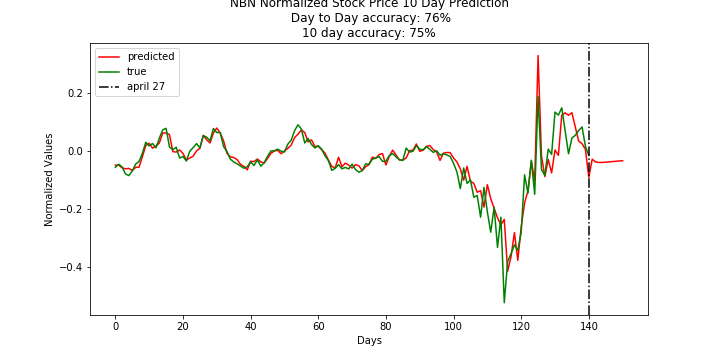 NBN Normalized Stock Price 10 Day Prediction
Day to Day accuracy: 76%
10 day accuracy: 75%
predicted
true
april 27
Normalized Values
0.2
0.0
−0.2
−0.4
0 20 40 60 80 100 120 140
Days